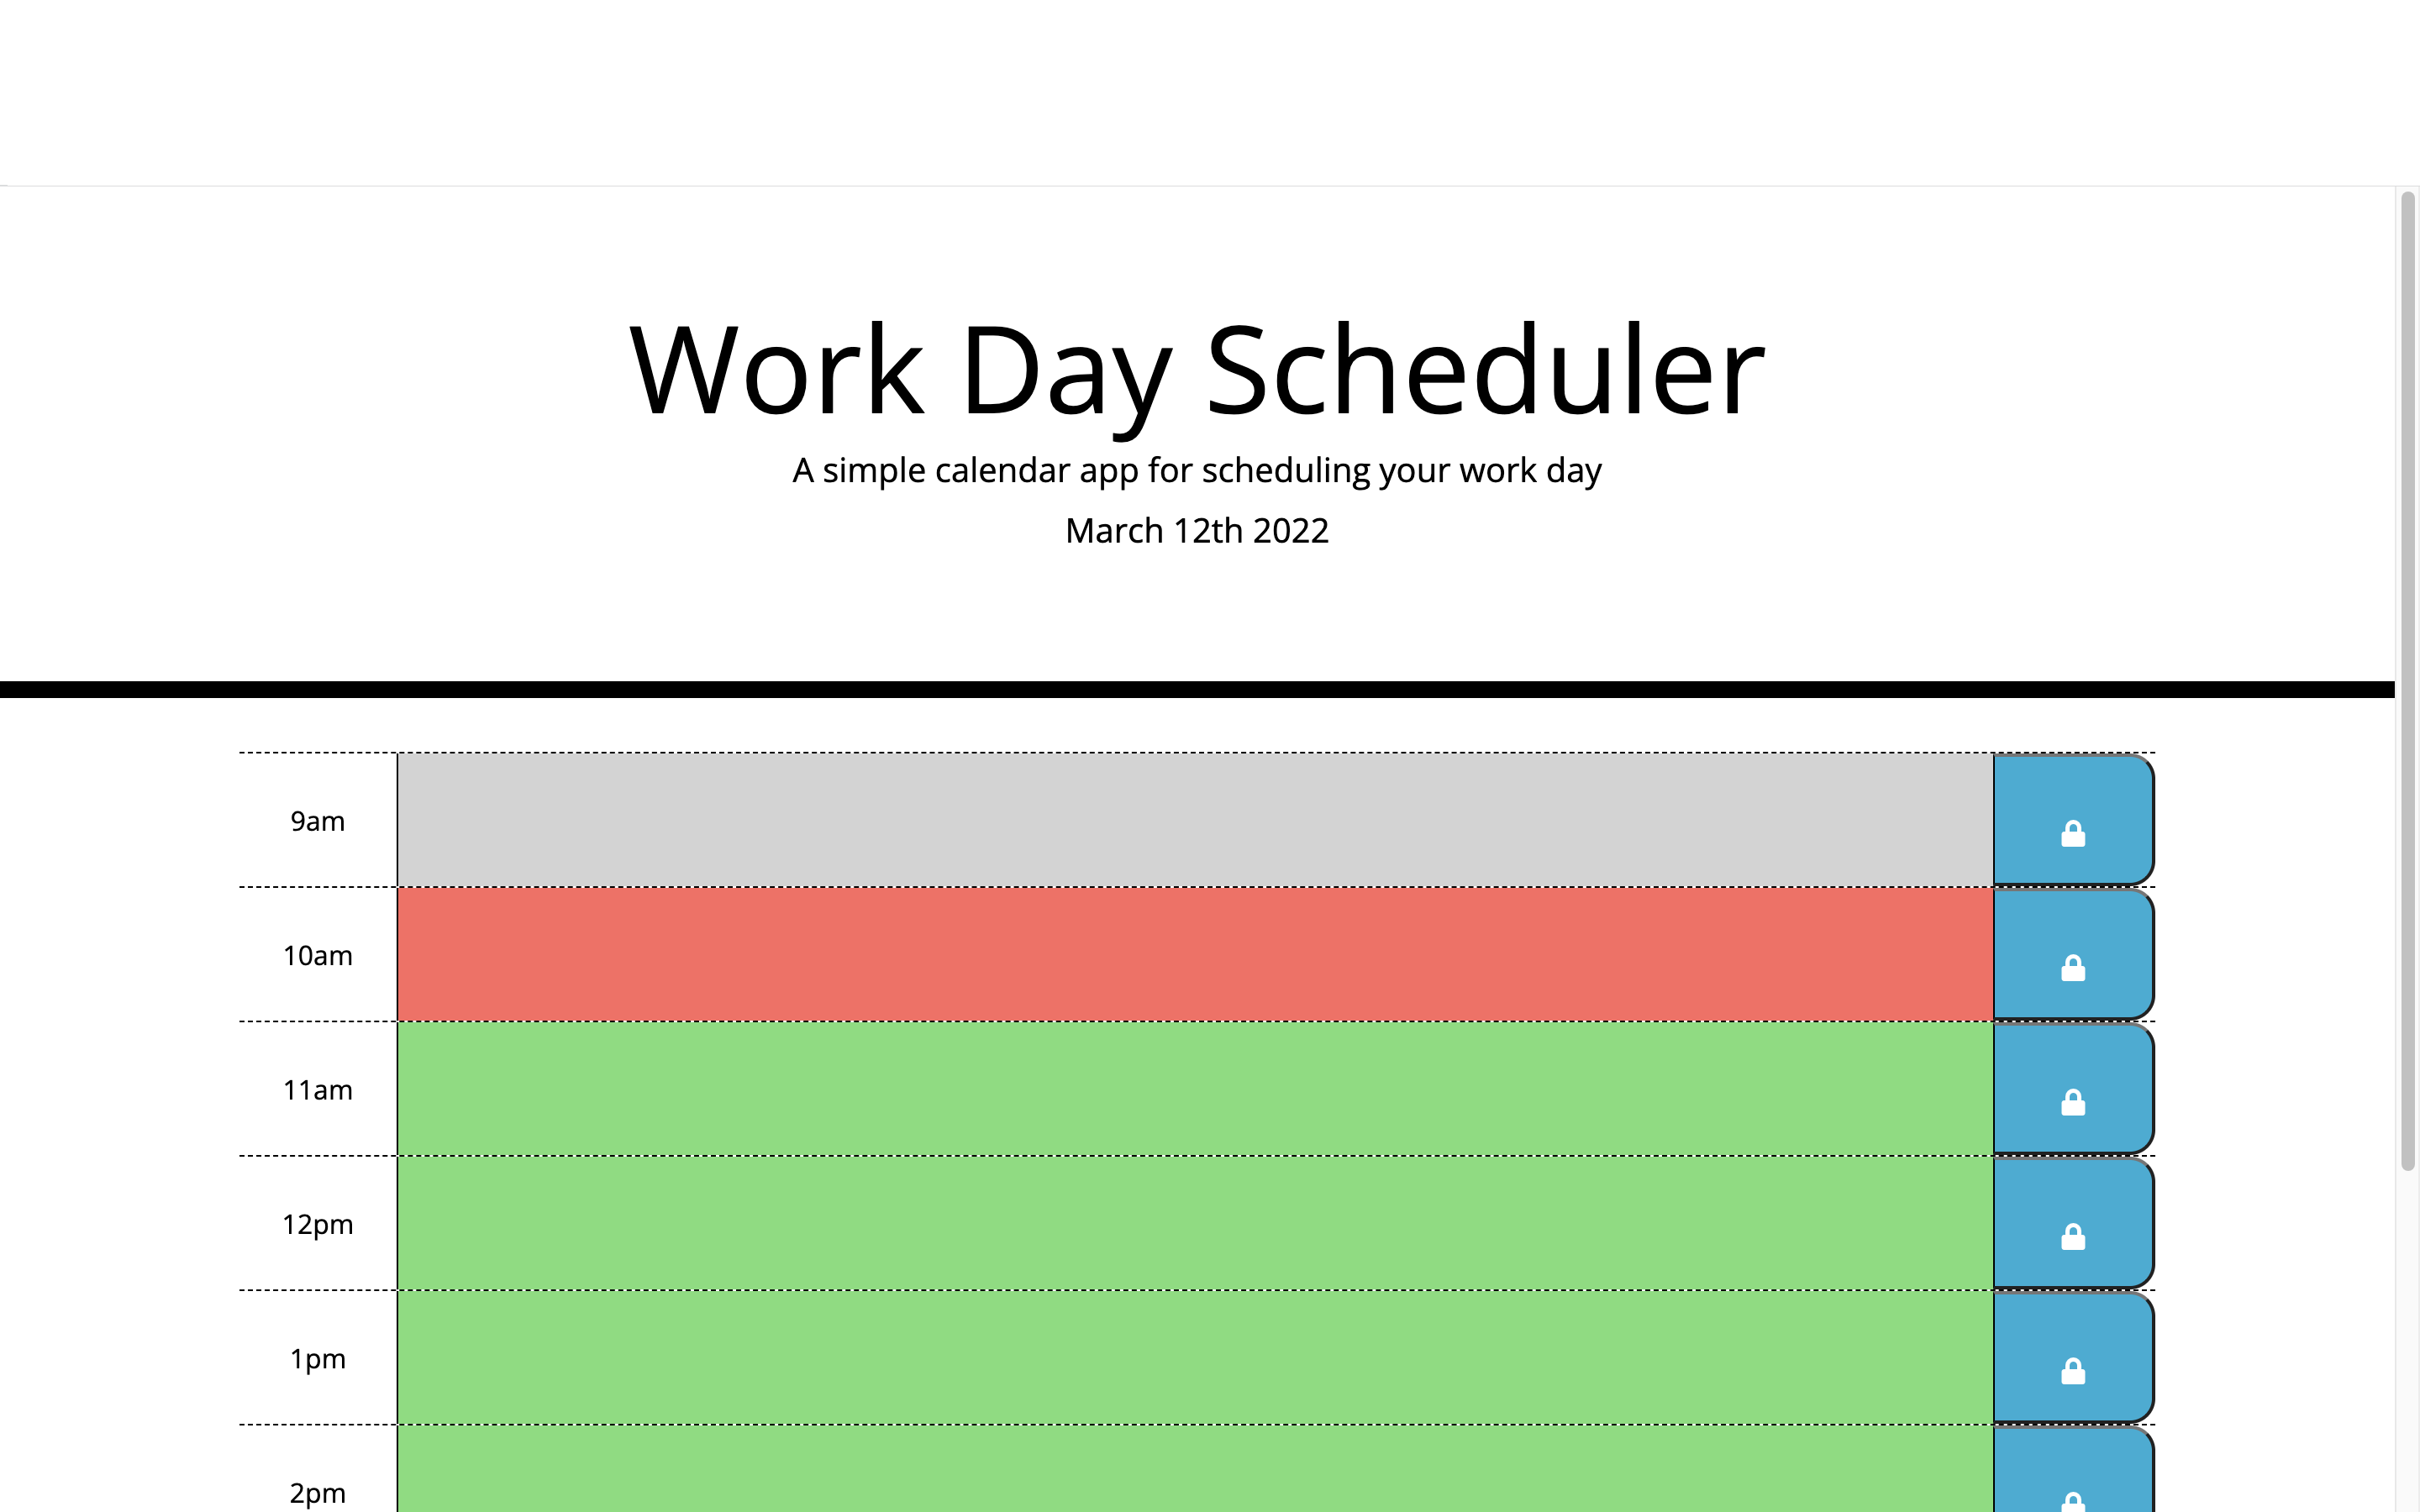 Work Day Scheduler
A simple calendar app for scheduling your work day
March 12th 2022
9am
10am
11am
12pm
1pm
2pm